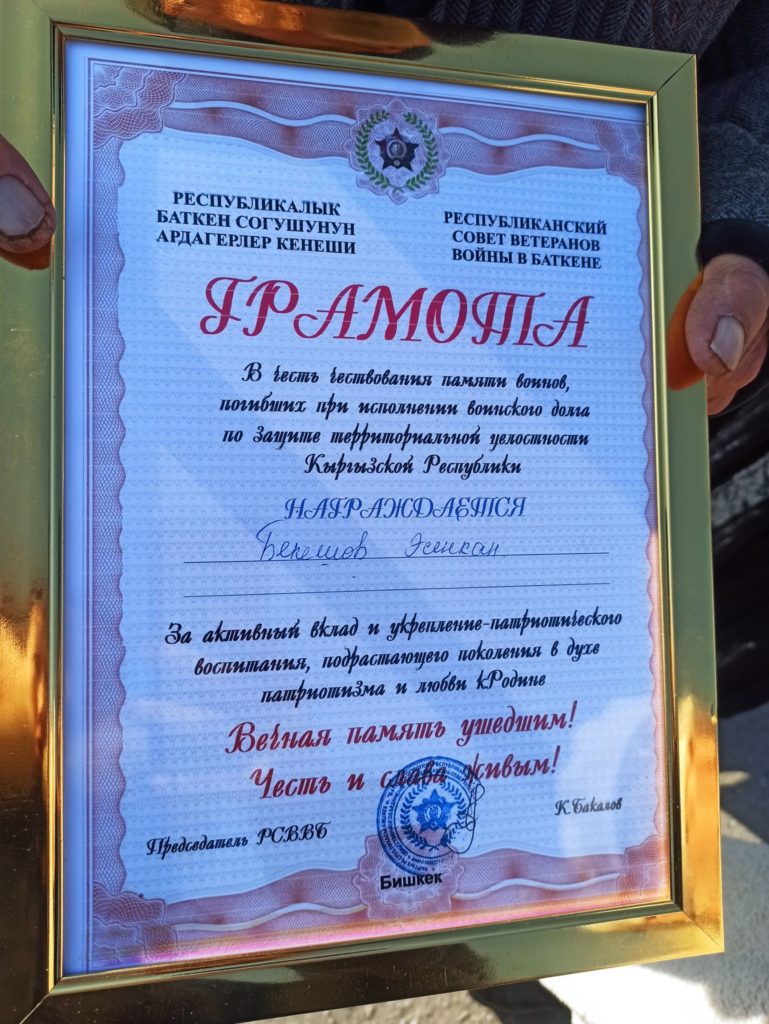 РЕСПУБЛИКАЛЫК
БАТКЕН СОГУШУНУН
АРДАГЕРЛЕР КЕҢЕШИ
РЕСПУБЛИКАНСКИЙ
СОВЕТ ВЕТЕРАНОВ
ВОЙНЫ В БАТКЕНЕ
ГРАМОТА
В честь чествования памяти воинов,
погибших при исполнении воинского долга
по защите территориальной целостности
Кыргызской Республики
НАГРАЖДАЕТСЯ
Бекешов Эсенкан
За активный вклад и укрепление-патриотического
воспитания, подрастающего поколения в духе
патриотизма и любви кРодине
Вечная память ушедшим!
Честь и слава живым!
Председатель РСВВБ
К.Бакалов
Бишкек